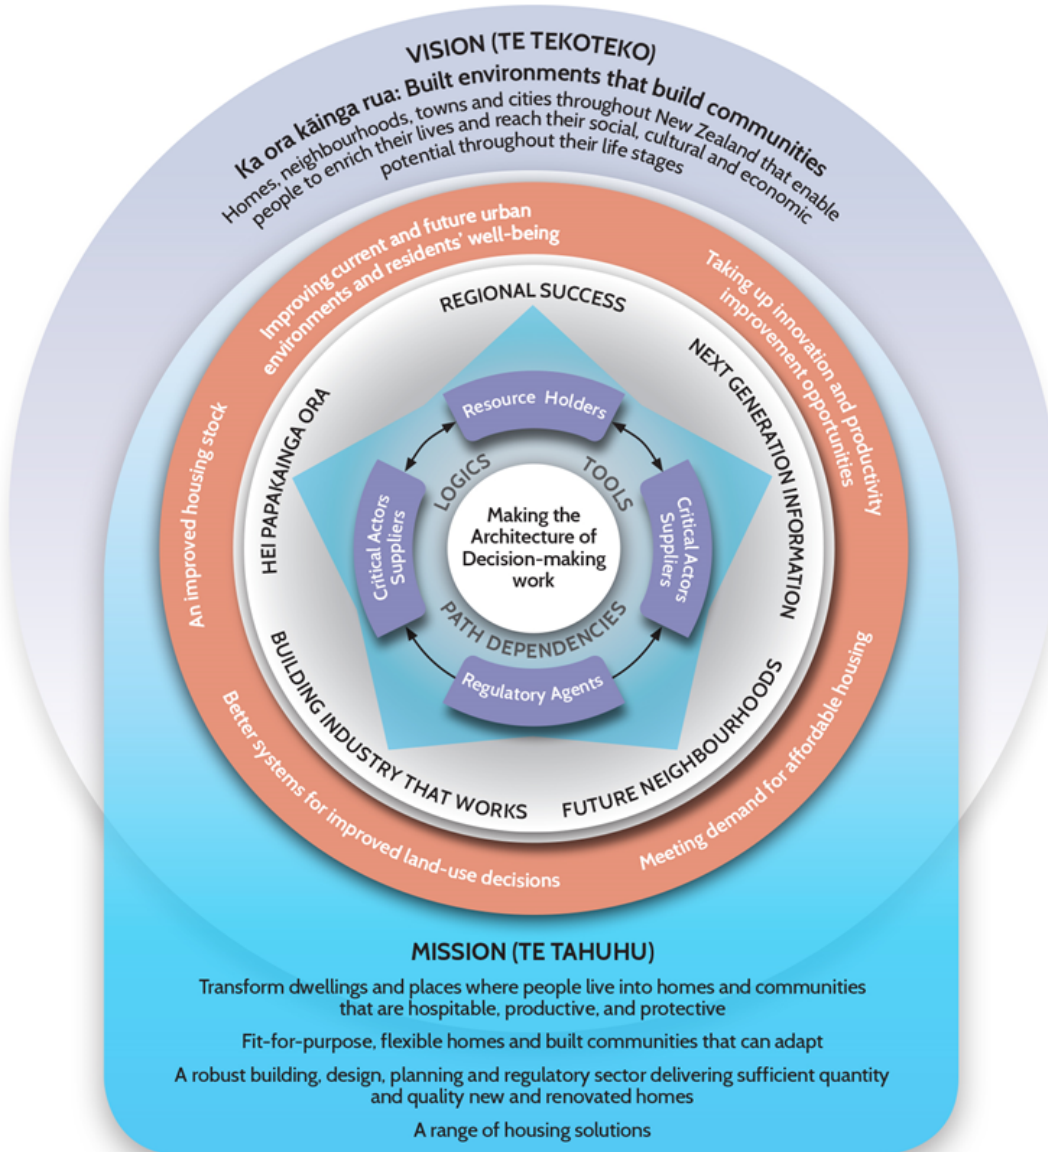 VISION (TE TEKOTEKO)
Ka ora kāinga rua: Built environments that build communities
Homes, neighbourhoods, towns and cities throughout New Zealand that enable
people to enrich their lives and reach their social, cultural and economic
potential throughout their life stages
Improving current and future urban
environments and residents' well-being
Taking up innovation and productivity
improvement opportunities
An improved housing stock
Meeting demand for affordable housing
Better systems for improved land-use decisions
REGIONAL SUCCESS
NEXT GENERATION INFORMATION
HEI PAPAKAINGA ORA
BUILDING INDUSTRY THAT WORKS
FUTURE NEIGHBOURHOODS
Resource Holders
Critical Actors
Suppliers
Critical Actors
Suppliers
Regulatory Agents
LOGICS
TOOLS
PATH DEPENDENCIES
Making the
Architecture of
Decision-making
work
MISSION (TE TAHUHU)
Transform dwellings and places where people live into homes and communities
that are hospitable, productive, and protective
Fit-for-purpose, flexible homes and built communities that can adapt
A robust building, design, planning and regulatory sector delivering sufficient quantity
and quality new and renovated homes
A range of housing solutions